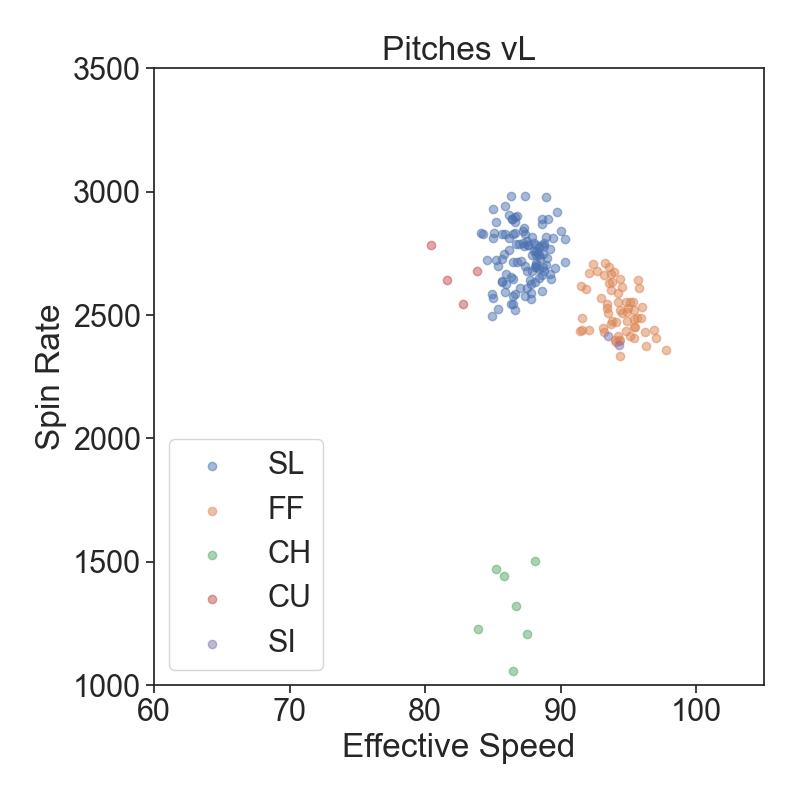 Pitches vL
3500
3000
2500
2000
1500
1000
Spin Rate
SL
FF
CH
CU
SI
60 70 80 90 100
Effective Speed